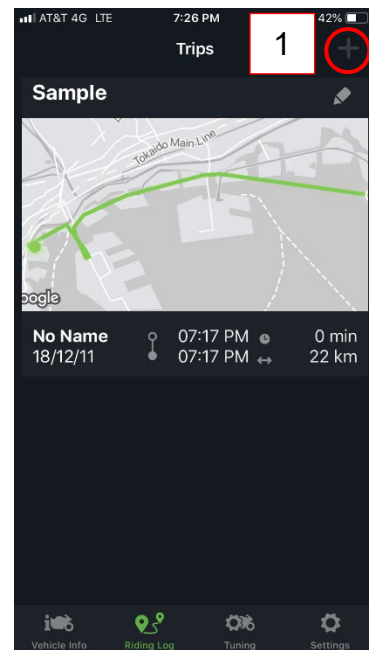 AT&T 4G LTE 7:26 PM 42%
Trips 1 +
Sample
Tokaido Main Line
oogle
No Name 07:17 PM 0 min
18/12/11 07:17 PM 22 km
Vehicle Info Riding Log Tuning Settings